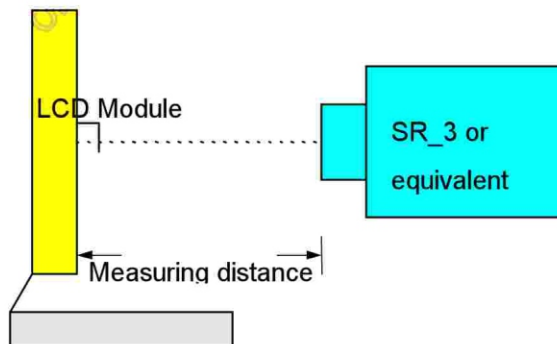 LCD Module
SR_3 or
equivalent
Measuring distance